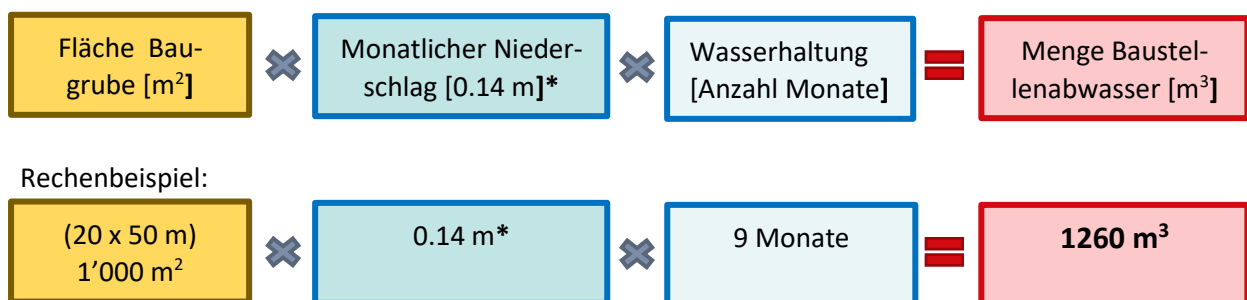 Fläche Bau-
grube [m²]
Monatlicher Nieder-
schlag [0.14 m]*
Wasserhaltung
[Anzahl Monate]
Menge Baustel-
lenabwasser [m³]
Rechenbeispiel:
(20 x 50 m)
1’000 m²
0.14 m*
9 Monate
1260 m³